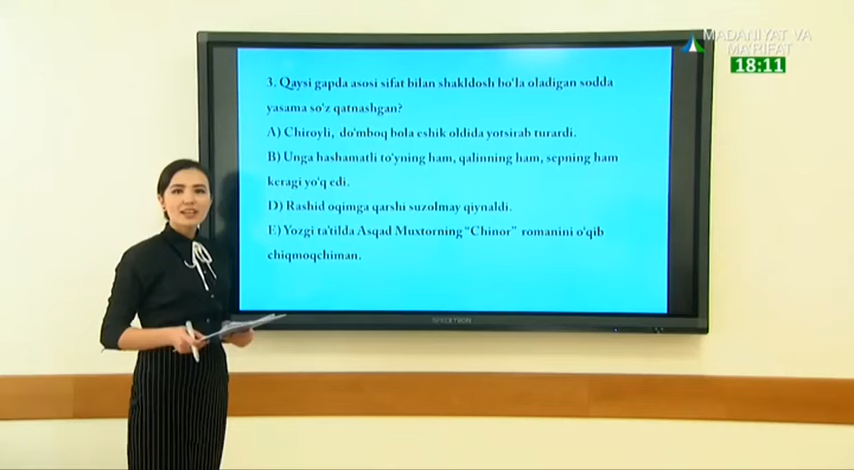 MADANIYAT VA
MA'RIFAT
18:11
3. Qaysi gapda asosi sifat bilan shakldosh bo'la oladigan sodda
yasama so'z qatnashgan?
A) Chiroyli, do'mboq bola eshik oldida yotsirab turardi.
B) Unga hashamatli to'yning ham, qalinning ham, sepning ham
keragi yo'q edi.
D) Rashid oqimga qarshi suzolmay qiynaldi.
E) Yozgi ta'tilda Asqad Muxtorning “Chinor” romanini o'qib
chiqmoqchiman.
SPECKTRON